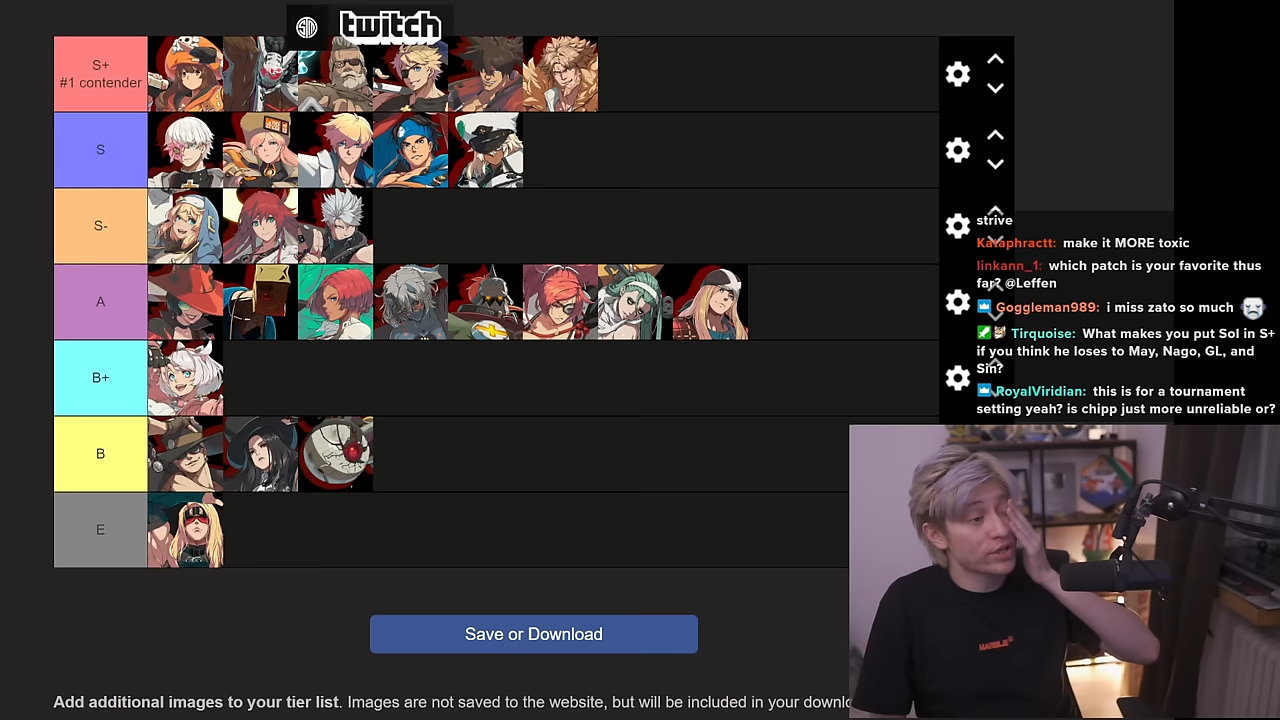 twitch
S+
#1 contender
S
S-
A
B+
B
E
strive
Kataphractt: make it MORE toxic
linkann_1: which patch is your favorite thus
far? @Leffen
Goggleman989: i miss zato so much
Tirquoise: What makes you put Sol in S+
if you think he loses to May, Nago, GL, and
Sin?
RoyalViridian: this is for a tournament
setting yeah? is chipp just more unreliable or?
MARBLE
Save or Download
Add additional images to your tier list. Images are not saved to the website, but will be included in your downlo